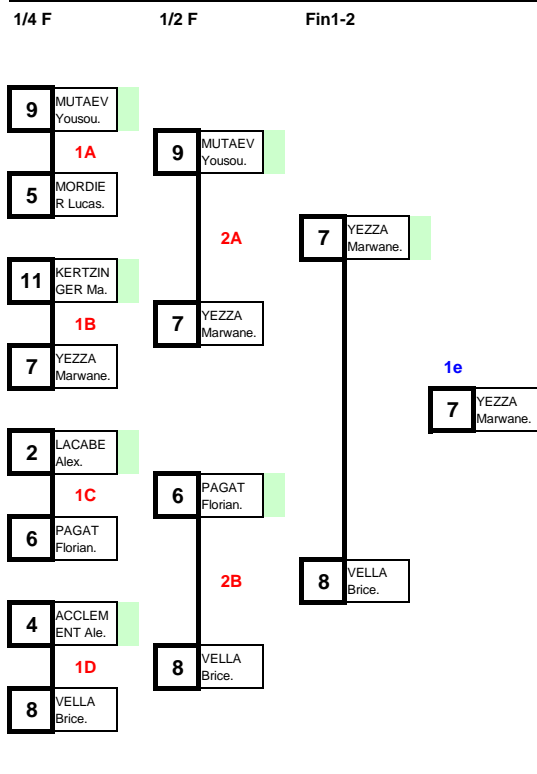 1/4 F 1/2 F Fin1-2
9 MUTAEV
Yousou.
1A
5 MORDIE
R Lucas.
11 KERTZIN
GER Ma.
1B
7 YEZZA
Marwane.
2 LACABE
Alex.
1C
6 PAGAT
Florian.
4 ACCLEM
ENT Ale.
1D
8 VELLA
Brice.
9 MUTAEV
Yousou.
2A
7 YEZZA
Marwane.
6 PAGAT
Florian.
2B
8 VELLA
Brice.
7 YEZZA
Marwane.
8 VELLA
Brice.
1e
7 YEZZA
Marwane.